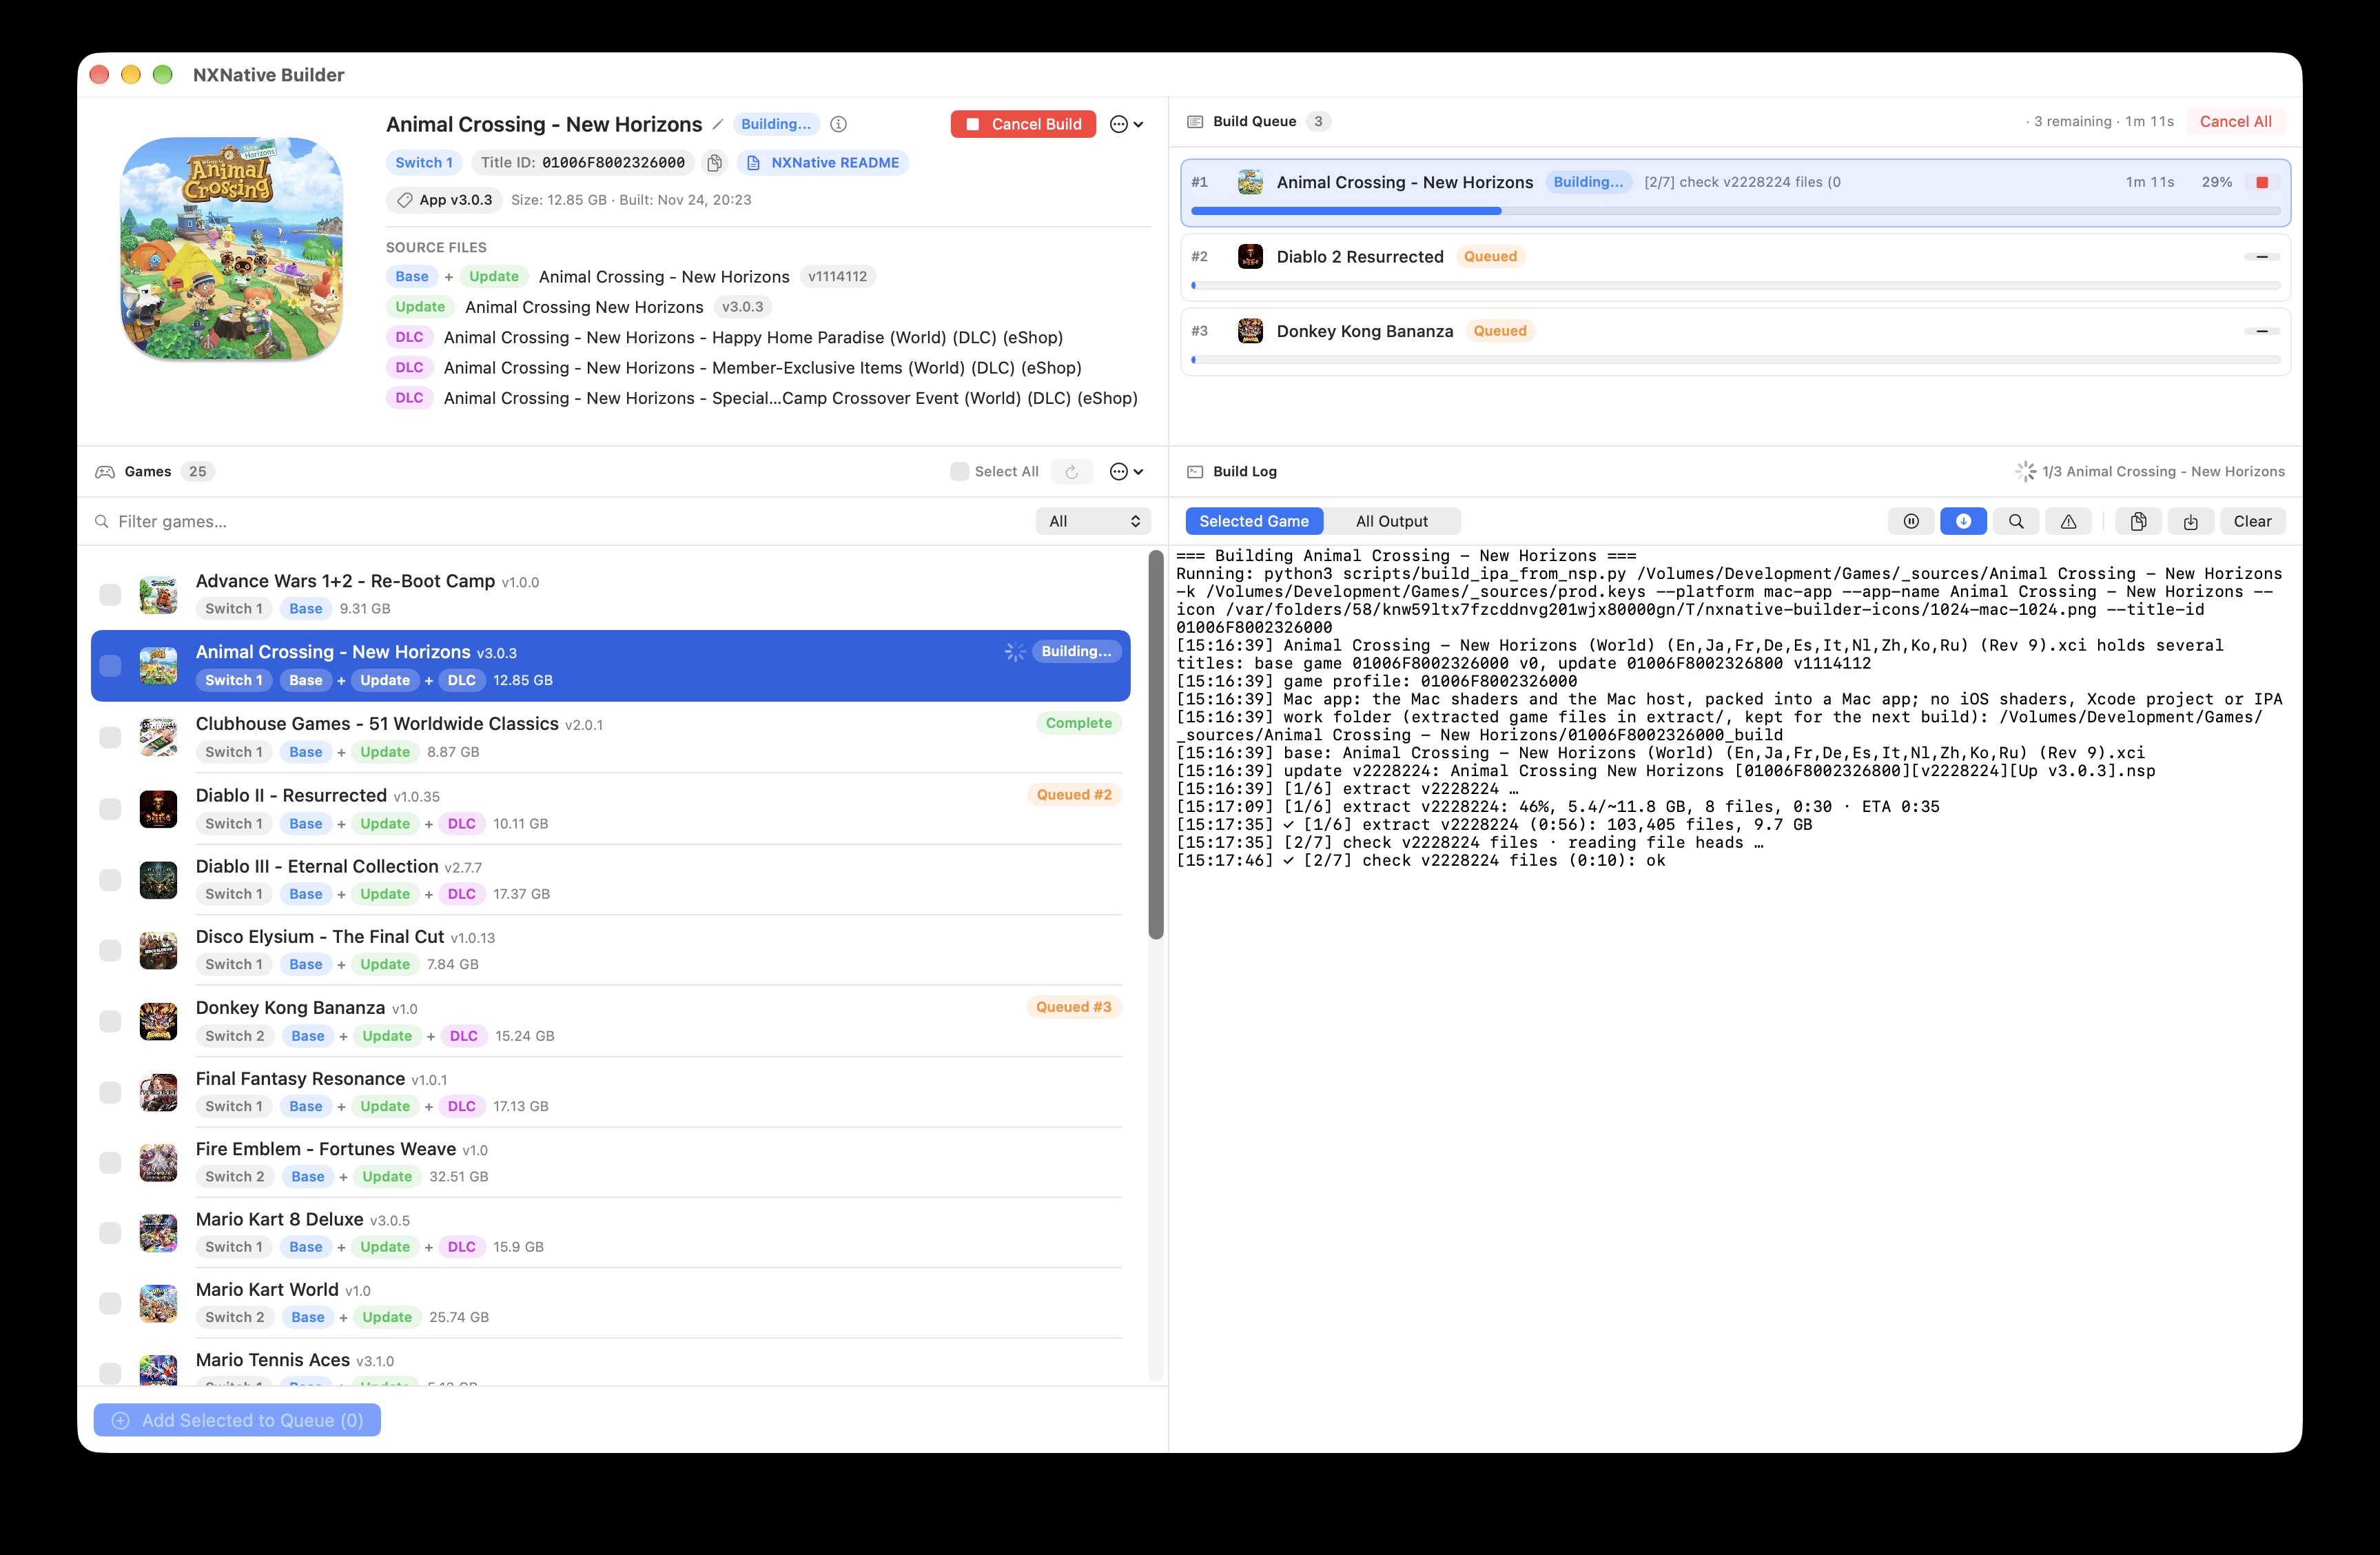 NXNative Builder
Animal Crossing - New Horizons Building... Cancel Build
Switch 1 Title ID: 01006F8002326000 NXNative README
App v3.0.3 Size: 12.85 GB · Built: Nov 24, 20:23
SOURCE FILES
Base + Update Animal Crossing - New Horizons v1114112
Update Animal Crossing New Horizons v3.0.3
DLC Animal Crossing - New Horizons - Happy Home Paradise (World) (DLC) (eShop)
DLC Animal Crossing - New Horizons - Member-Exclusive Items (World) (DLC) (eShop)
DLC Animal Crossing - New Horizons - Special...Camp Crossover Event (World) (DLC) (eShop)
New Horizons
Animal
Crossing
Build Queue 3 · 3 remaining · 1m 11s Cancel All
#1 Animal Crossing - New Horizons Building... [2/7] check v2228224 files (0 1m 11s 29%
#2 Diablo 2 Resurrected Queued
#3 Donkey Kong Bananza Queued
Games 25 Select All
Filter games... All
Advance Wars 1+2 - Re-Boot Camp v1.0.0
Switch 1 Base 9.31 GB
Animal Crossing - New Horizons v3.0.3 Building...
Switch 1 Base + Update + DLC 12.85 GB
Clubhouse Games - 51 Worldwide Classics v2.0.1 Complete
Switch 1 Base + Update 8.87 GB
Diablo II - Resurrected v1.0.35 Queued #2
Switch 1 Base + Update + DLC 10.11 GB
Diablo III - Eternal Collection v2.7.7
Switch 1 Base + Update + DLC 17.37 GB
Disco Elysium - The Final Cut v1.0.13
Switch 1 Base + Update 7.84 GB
Donkey Kong Bananza v1.0 Queued #3
Switch 2 Base + Update + DLC 15.24 GB
Final Fantasy Resonance v1.0.1
Switch 1 Base + Update + DLC 17.13 GB
Fire Emblem - Fortunes Weave v1.0
Switch 2 Base + Update 32.51 GB
Mario Kart 8 Deluxe v3.0.5
Switch 1 Base + Update + DLC 15.9 GB
Mario Kart World v1.0
Switch 2 Base + Update 25.74 GB
Mario Tennis Aces v3.1.0
Add Selected to Queue (0)
Build Log 1/3 Animal Crossing - New Horizons
Selected Game All Output Clear
=== Building Animal Crossing – New Horizons ===
Running: python3 scripts/build_ipa_from_nsp.py /Volumes/Development/Games/_sources/Animal Crossing – New Horizons
-k /Volumes/Development/Games/_sources/prod.keys --platform mac-app --app-name Animal Crossing – New Horizons --
icon /var/folders/58/knw59ltx7fzcddnvg201wjx80000gn/T/nxnative-builder-icons/1024-mac-1024.png --title-id
01006F8002326000
[15:16:39] Animal Crossing – New Horizons (World) (En,Ja,Fr,De,Es,It,Nl,Zh,Ko,Ru) (Rev 9).xci holds several
titles: base game 01006F8002326000 v0, update 01006F8002326800 v1114112
[15:16:39] game profile: 01006F8002326000
[15:16:39] Mac app: the Mac shaders and the Mac host, packed into a Mac app; no iOS shaders, Xcode project or IPA
[15:16:39] work folder (extracted game files in extract/, kept for the next build): /Volumes/Development/Games/
_sources/Animal Crossing – New Horizons/01006F8002326000_build
[15:16:39] base: Animal Crossing – New Horizons (World) (En,Ja,Fr,De,Es,It,Nl,Zh,Ko,Ru) (Rev 9).xci
[15:16:39] update v2228224: Animal Crossing New Horizons [01006F8002326800][v2228224][Up v3.0.3].nsp
[15:16:39] [1/6] extract v2228224 …
[15:17:09] [1/6] extract v2228224: 46%, 5.4/~11.8 GB, 8 files, 0:30 · ETA 0:35
[15:17:35] ✓ [1/6] extract v2228224 (0:56): 103,405 files, 9.7 GB
[15:17:35] [2/7] check v2228224 files · reading file heads …
[15:17:46] ✓ [2/7] check v2228224 files (0:10): ok